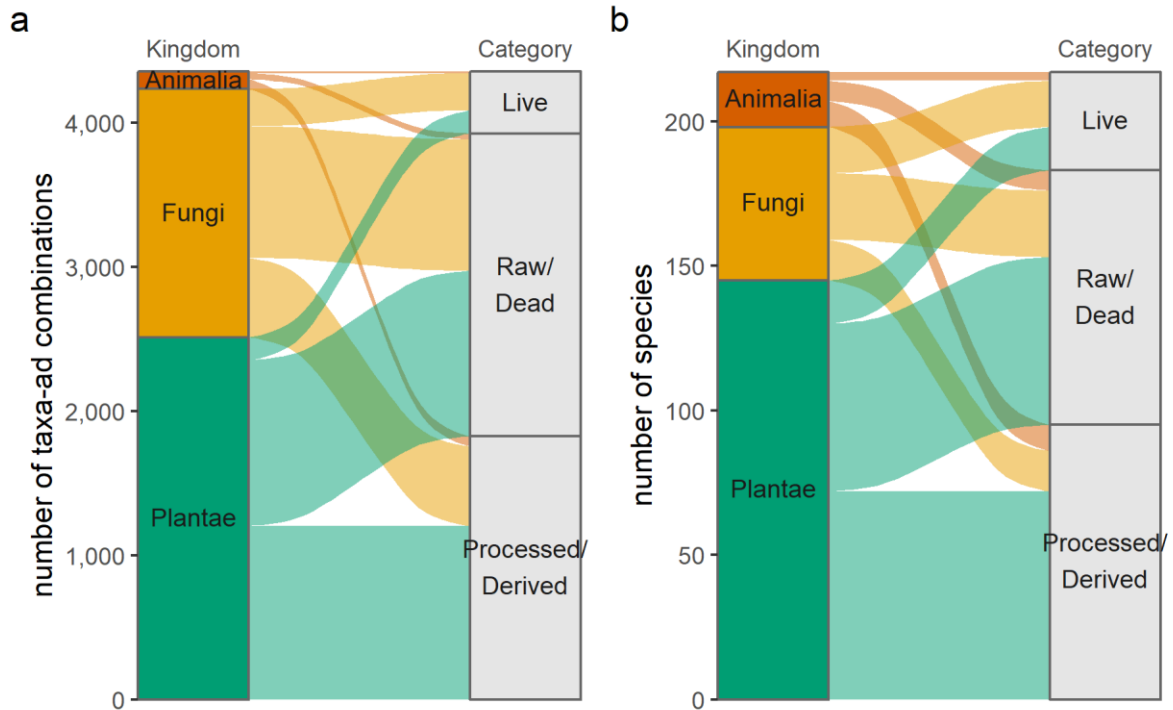 a
Kingdom
Category
number of taxa-ad combinations
4,000
3,000
2,000
1,000
0
Animalia
Fungi
Plantae
Live
Raw/
Dead
Processed/
Derived
b
Kingdom
Category
number of species
200
150
100
50
0
Animalia
Fungi
Plantae
Live
Raw/
Dead
Processed/
Derived